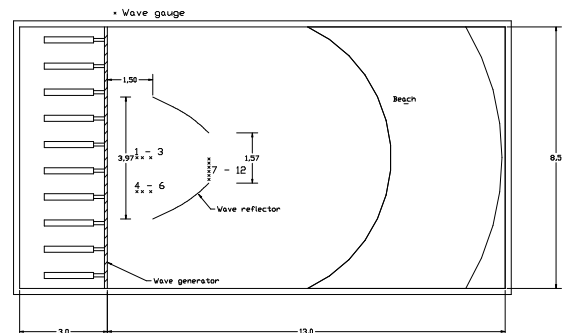 × Wave gauge
1,50
Beach
1 - 3
3,97
1,57
7 - 12
8,5
4 - 6
Wave reflector
Wave generator
3,0
13,0